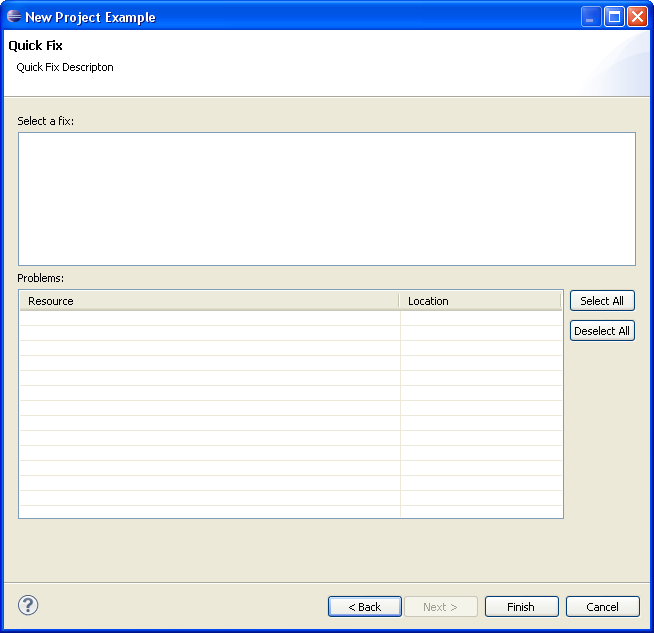 New Project Example
Quick Fix
Quick Fix Descripton
Select a fix:
Problems:
Resource Location
Select All
Deselect All
? < Back Next > Finish Cancel